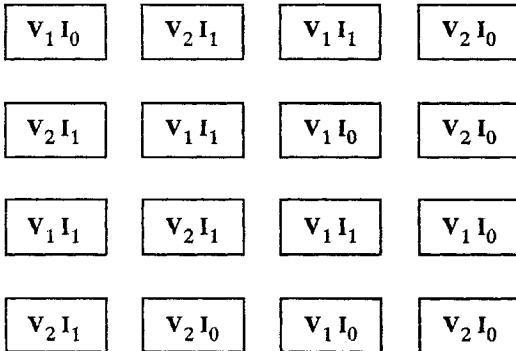 V₁ I₀ V₂ I₁ V₁ I₁ V₂ I₀
V₂ I₁ V₁ I₁ V₁ I₀ V₂ I₀
V₁ I₁ V₂ I₁ V₁ I₁ V₁ I₀
V₂ I₁ V₂ I₀ V₁ I₀ V₂ I₀